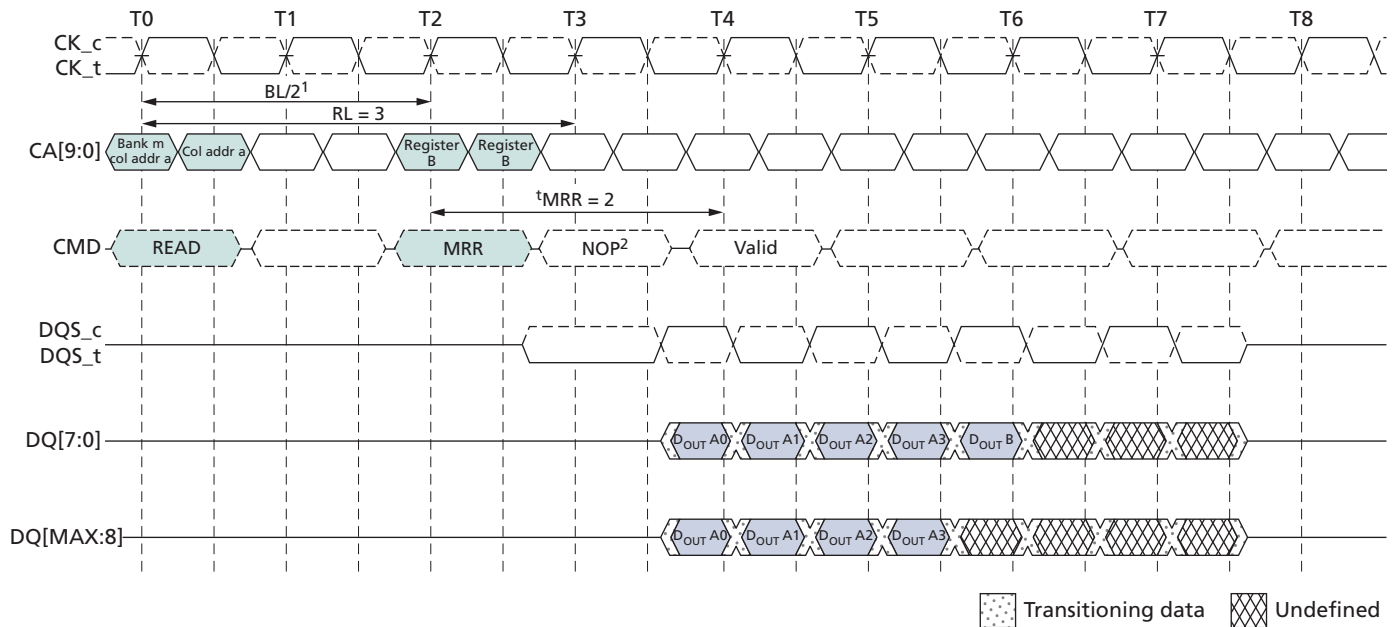 T0 T1 T2 T3 T4 T5 T6 T7 T8
CK_c
CK_t
BL/2¹
RL = 3
CA[9:0]
Bank m
col addr a
Col addr a
Register
B
Register
B
ᵗMRR = 2
CMD READ MRR NOP² Valid
DQS_c
DQS_t
DQ[7:0] DOUT A0 DOUT A1 DOUT A2 DOUT A3 DOUT B
DQ[MAX:8] DOUT A0 DOUT A1 DOUT A2 DOUT A3
Transitioning data Undefined